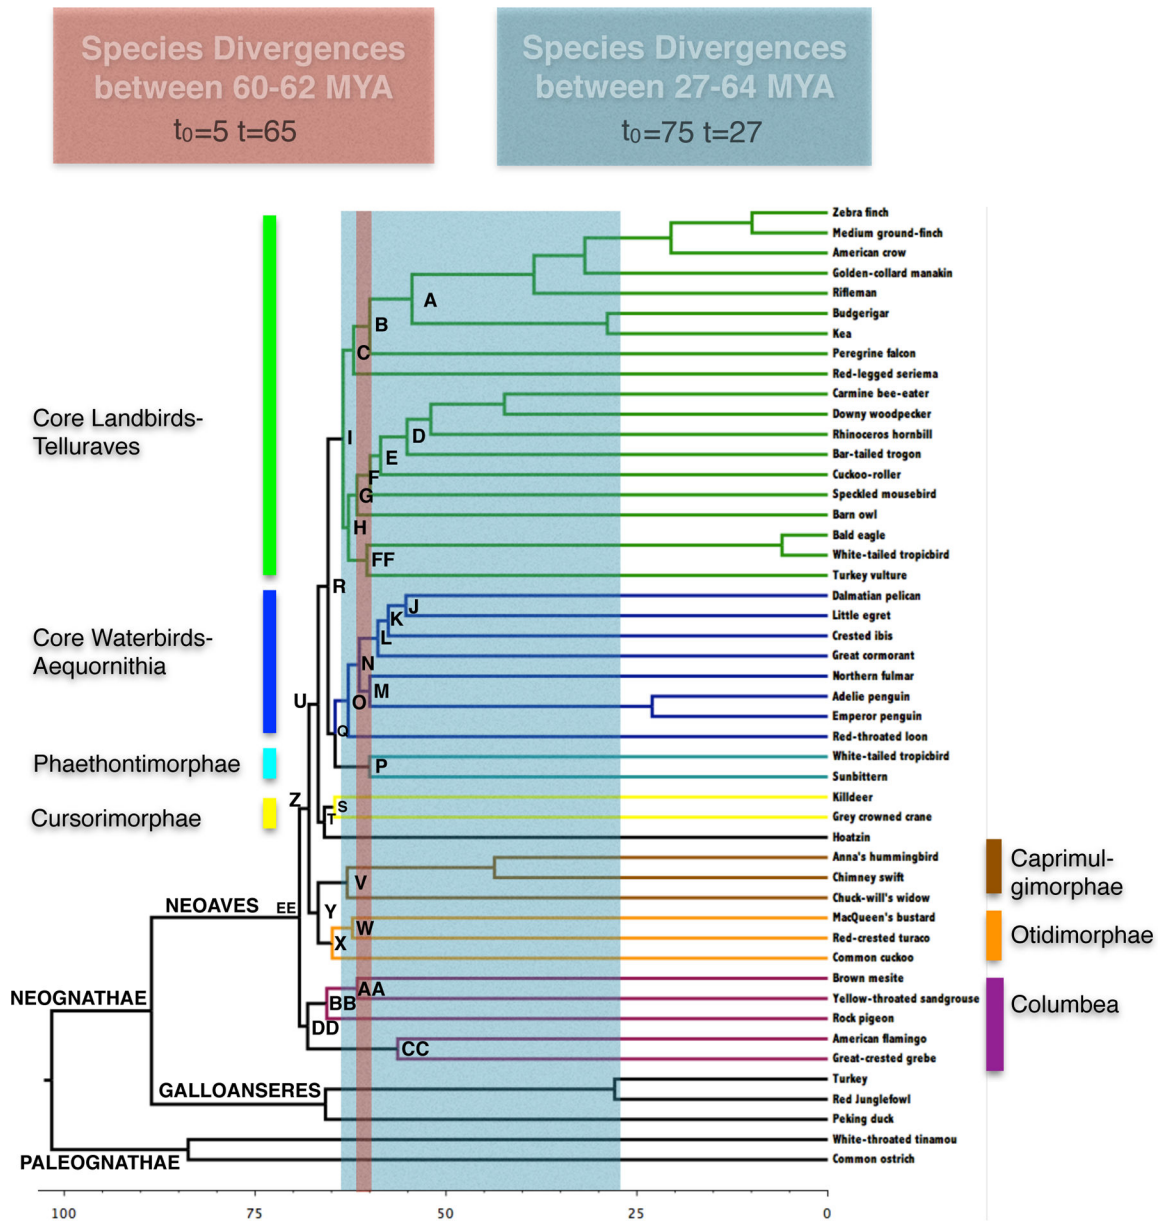 Species Divergences
between 60-62 MYA
t0=5 t=65
Species Divergences
between 27-64 MYA
t0=75 t=27
Core Landbirds-
Telluraves
Core Waterbirds-
Aequornithia
Phaethontimorphae
Cursorimorphae
Zebra finch
Medium ground-finch
American crow
Golden-collard manakin
Rifleman
Budgerigar
Kea
Peregrine falcon
Red-legged seriema
Carmine bee-eater
Downy woodpecker
Rhinoceros hornbill
Bar-tailed trogon
Cuckoo-roller
Speckled mousebird
Barn owl
Bald eagle
White-tailed tropicbird
Turkey vulture
Dalmatian pelican
Little egret
Crested ibis
Great cormorant
Northern fulmar
Adelie penguin
Emperor penguin
Red-throated loon
White-tailed tropicbird
Sunbittern
Killdeer
Grey crowned crane
Hoatzin
Anna's hummingbird
Chimney swift
Chuck-will's widow
MacQueen's bustard
Red-crested turaco
Common cuckoo
Brown mesite
Yellow-throated sandgrouse
Rock pigeon
American flamingo
Great-crested grebe
Turkey
Red Junglefowl
Peking duck
White-throated tinamou
Common ostrich
Caprimul-
gimorphae
Otidimorphae
Columbea
A
B
C
I
D
E
F
G
H
FF
R
J
K
L
N
M
O
U
Q
P
Z
S
T
V
NEOAVES
EE
Y
W
X
AA
BB
DD
CC
NEOGNATHAE
GALLOANSERES
PALEOGNATHAE
100
75
50
25
0